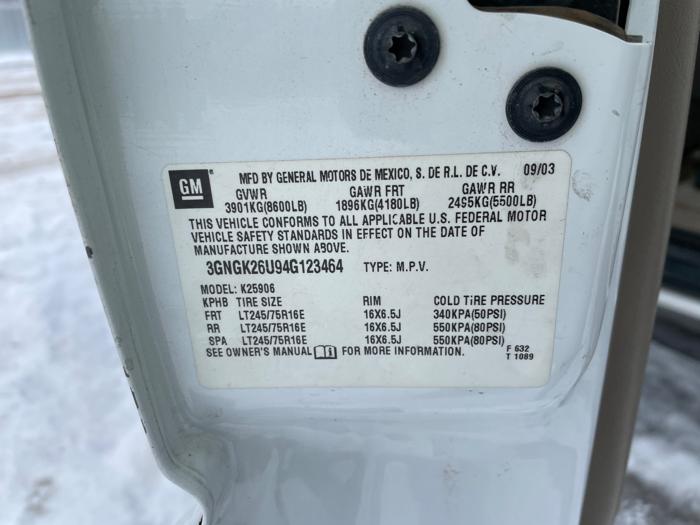 GM
MFD BY GENERAL MOTORS DE MEXICO, S. DE R.L. DE C.V. 09/03
GVWR GAWR FRT GAWR RR
3901KG(8600LB) 1896KG(4180LB) 2495KG(5500LB)
THIS VEHICLE CONFORMS TO ALL APPLICABLE U.S. FEDERAL MOTOR
VEHICLE SAFETY STANDARDS IN EFFECT ON THE DATE OF
MANUFACTURE SHOWN ABOVE.
3GNGK26U94G123464 TYPE: M.P.V.
MODEL: K25906
KPHB TIRE SIZE RIM COLD TIRE PRESSURE
FRT LT245/75R16E 16X6.5J 340KPA(50PSI)
RR LT245/75R16E 16X6.5J 550KPA(80PSI)
SPA LT245/75R16E 16X6.5J 550KPA(80PSI)
SEE OWNER'S MANUAL FOR MORE INFORMATION.
F 632
T 1089